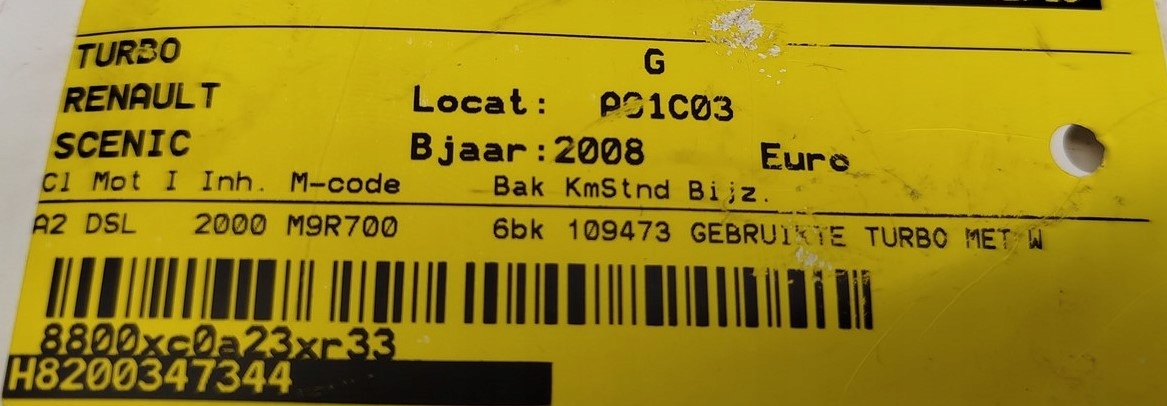 TURBO G
RENAULT Locat:
SCENIC Bjaar:2008 Euro
Cl Mot I Inh. M-code Bak KmStnd Bijz.
A2 DSL 2000 M9R700 6bk 109473 GEBRUIKTE TURBO MET W
8800xc0a23xr33
H8200347344